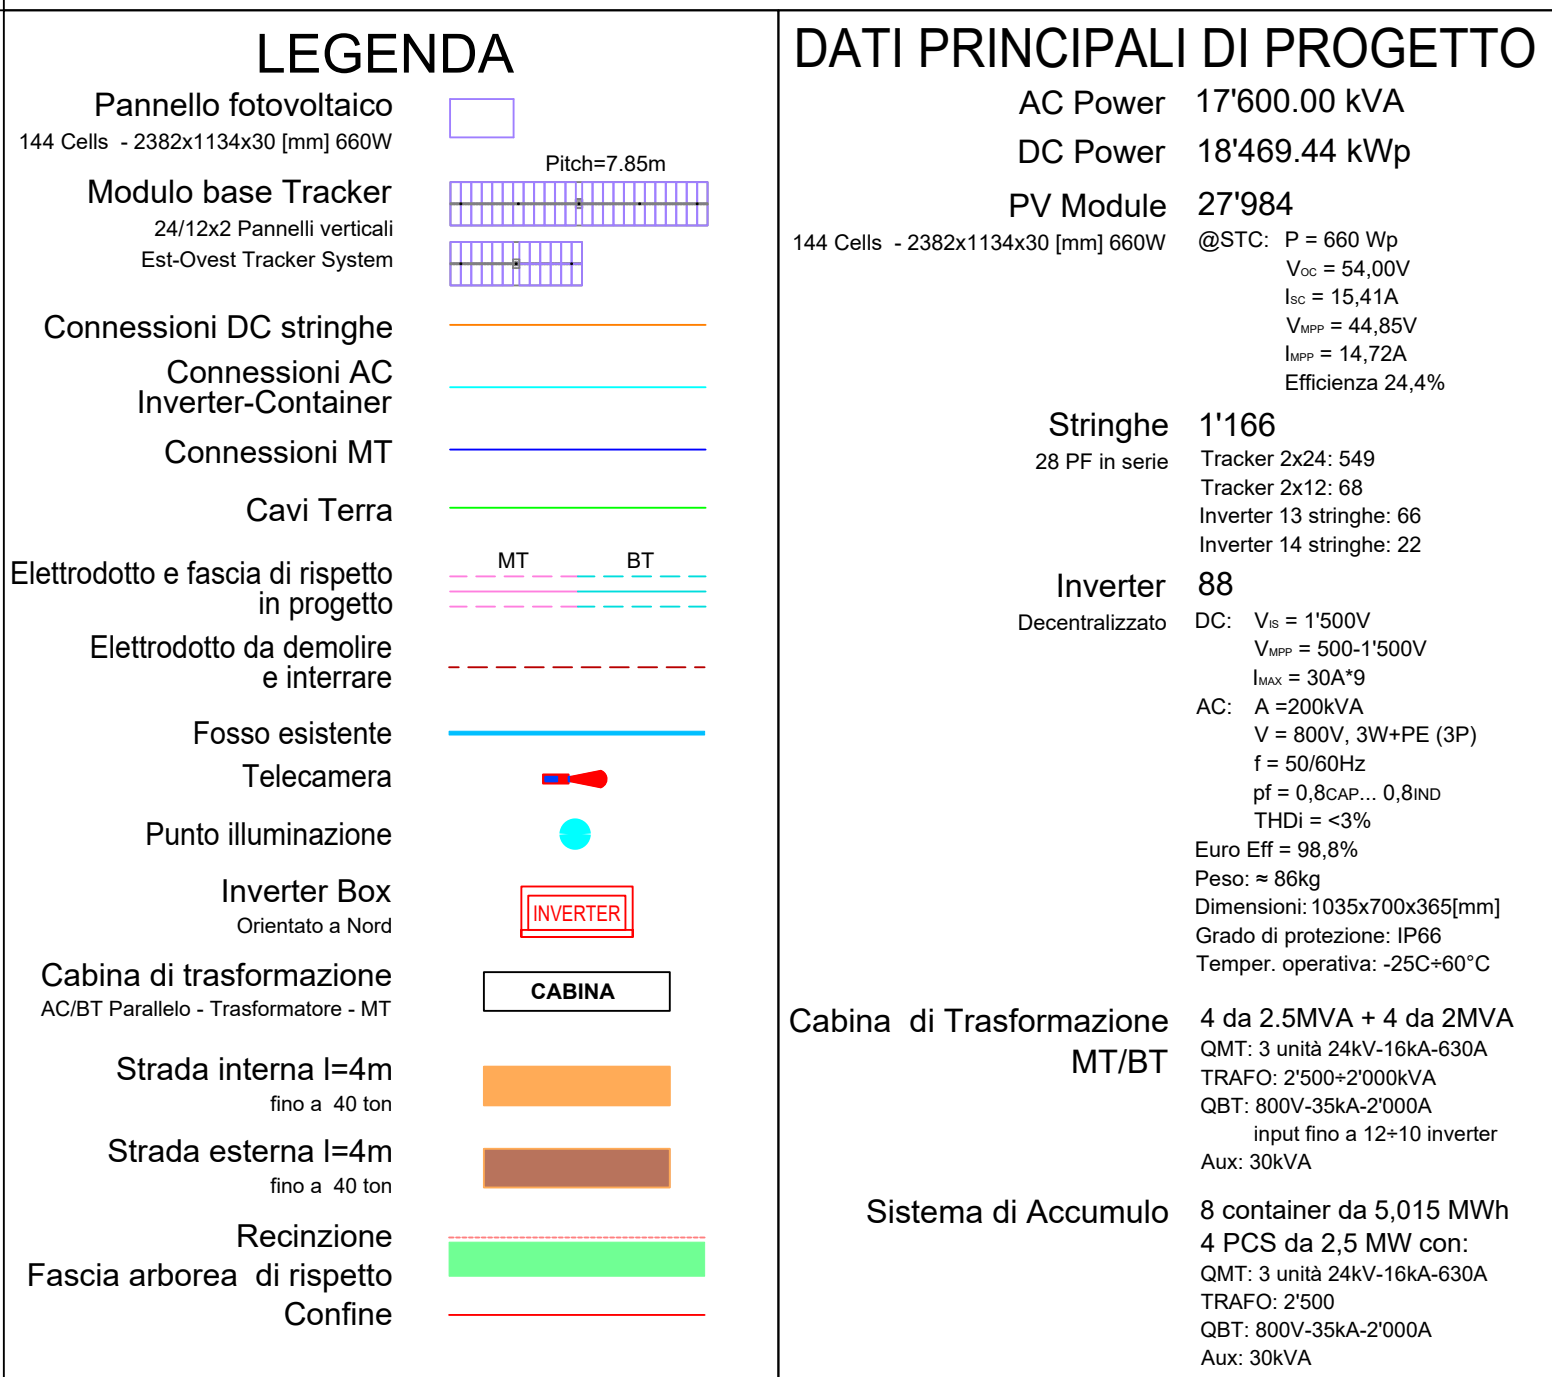 LEGENDA
Pannello fotovoltaico
144 Cells - 2382x1134x30 [mm] 660W
Pitch=7.85m
Modulo base Tracker
24/12x2 Pannelli verticali
Est-Ovest Tracker System
Connessioni DC stringhe
Connessioni AC
Inverter-Container
Connessioni MT
Cavi Terra
MT BT
Elettrodotto e fascia di rispetto
in progetto
Elettrodotto da demolire
e interrare
Fosso esistente
Telecamera
Punto illuminazione
Inverter Box
Orientato a Nord
INVERTER
Cabina di trasformazione
AC/BT Parallelo - Trasformatore - MT
CABINA
Strada interna l=4m
fino a 40 ton
Strada esterna l=4m
fino a 40 ton
Recinzione
Fascia arborea di rispetto
Confine
DATI PRINCIPALI DI PROGETTO
AC Power 17'600.00 kVA
DC Power 18'469.44 kWp
PV Module 27'984
144 Cells - 2382x1134x30 [mm] 660W
@STC: P = 660 Wp
VOC = 54,00V
ISC = 15,41A
VMPP = 44,85V
IMPP = 14,72A
Efficienza 24,4%
Stringhe 1'166
28 PF in serie
Tracker 2x24: 549
Tracker 2x12: 68
Inverter 13 stringhe: 66
Inverter 14 stringhe: 22
Inverter 88
Decentralizzato
DC: VIS = 1'500V
VMPP = 500-1'500V
IMAX = 30A*9
AC: A =200kVA
V = 800V, 3W+PE (3P)
f = 50/60Hz
pf = 0,8CAP... 0,8IND
THDi = <3%
Euro Eff = 98,8%
Peso: ≈ 86kg
Dimensioni: 1035x700x365[mm]
Grado di protezione: IP66
Temper. operativa: -25C÷60°C
Cabina di Trasformazione
MT/BT
4 da 2.5MVA + 4 da 2MVA
QMT: 3 unità 24kV-16kA-630A
TRAFO: 2'500÷2'000kVA
QBT: 800V-35kA-2'000A
input fino a 12÷10 inverter
Aux: 30kVA
Sistema di Accumulo
8 container da 5,015 MWh
4 PCS da 2,5 MW con:
QMT: 3 unità 24kV-16kA-630A
TRAFO: 2'500
QBT: 800V-35kA-2'000A
Aux: 30kVA